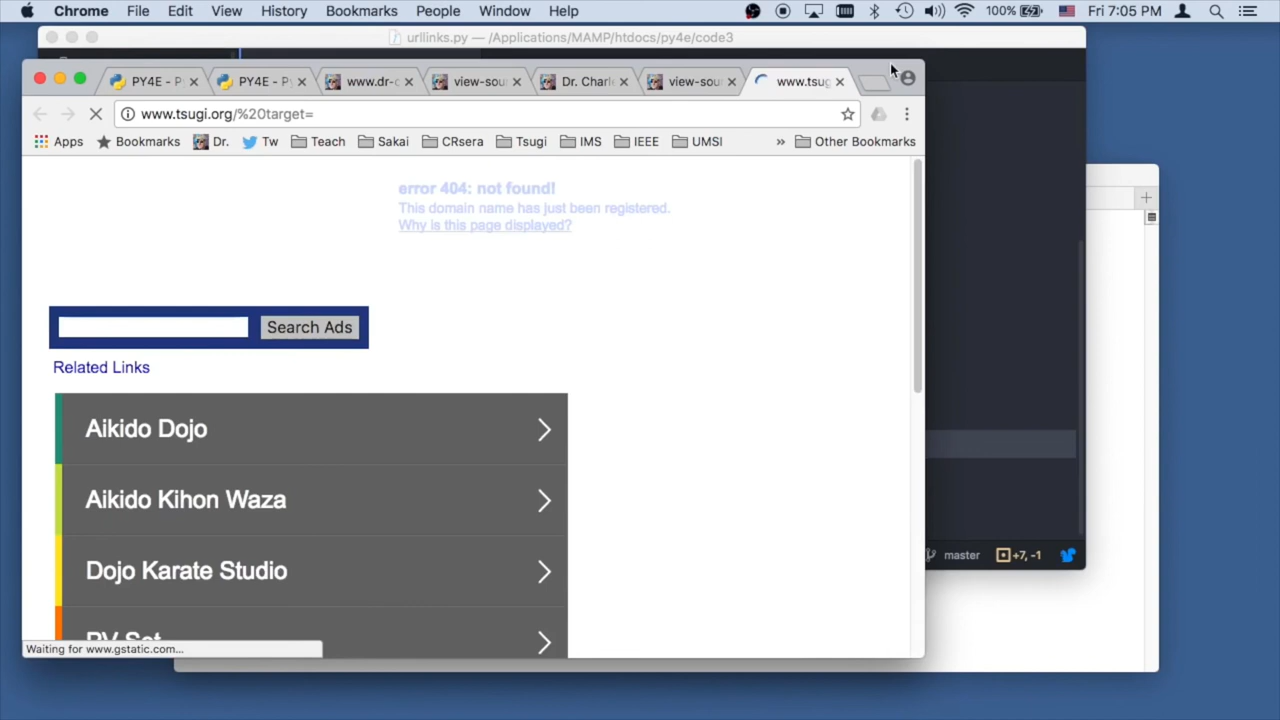 Chrome File Edit View History Bookmarks People Window Help 100% Fri 7:05 PM
urllinks.py — /Applications/MAMP/htdocs/py4e/code3
PY4E - P PY4E - P www.dr-c view-sou Dr. Charl view-sou www.tsug
www.tsugi.org/%20target=
Apps Bookmarks Dr. Tw Teach Sakai CRsera Tsugi IMS IEEE UMSI » Other Bookmarks
error 404: not found!
This domain name has just been registered.
Why is this page displayed?
Search Ads
Related Links
Aikido Dojo
Aikido Kihon Waza
Dojo Karate Studio
master +7, -1
Waiting for www.gstatic.com...